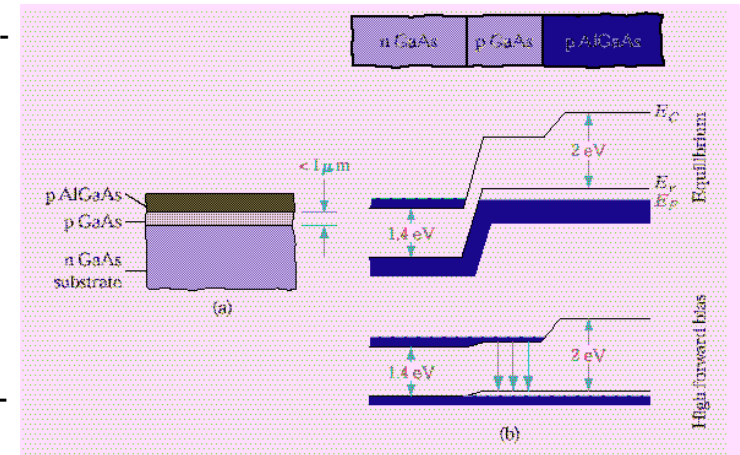 n GaAs p GaAs p AlGaAs
E_C
2 eV
E_v
E_F
1.4 eV
Equilibrium
< 1 μm
p AlGaAs
p GaAs
n GaAs
substrate
(a)
1.4 eV
2 eV
High forward bias
(b)